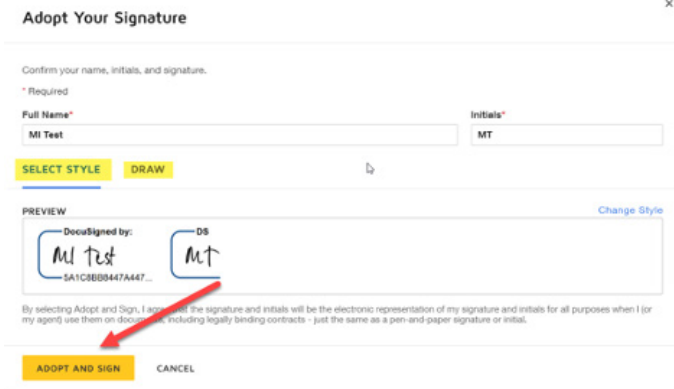 Adopt Your Signature
Confirm your name, initials, and signature.
* Required
Full Name*
Initials*
MI Test
MT
SELECT STYLE
DRAW
PREVIEW
Change Style
DocuSigned by:
DS
MI Test
MT
5A1C8BB8447A447...
By selecting Adopt and Sign, I agree that the signature and initials will be the electronic representation of my signature and initials for all purposes when I (or
my agent) use them on documents, including legally binding contracts - just the same as a pen-and-paper signature or initial.
ADOPT AND SIGN
CANCEL